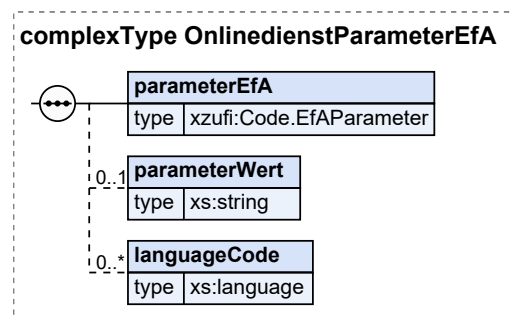 complexType OnlinedienstParameterEfA
parameterEfA
type xzufi:Code.EfAParameter
0..1 parameterWert
type xs:string
0..* languageCode
type xs:language